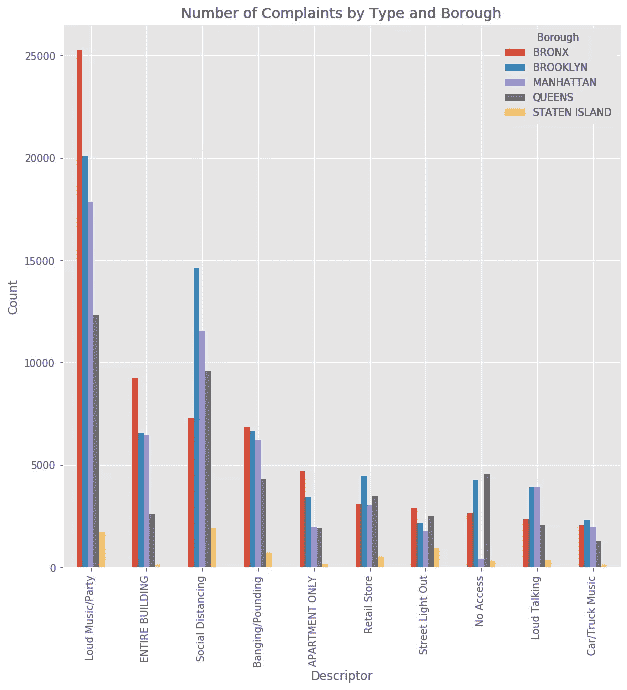 Number of Complaints by Type and Borough
Borough
BRONX
BROOKLYN
MANHATTAN
QUEENS
STATEN ISLAND
Count
25000
20000
15000
10000
5000
0
Loud Music/Party
ENTIRE BUILDING
Social Distancing
Banging/Pounding
APARTMENT ONLY
Retail Store
Street Light Out
No Access
Loud Talking
Car/Truck Music
Descriptor